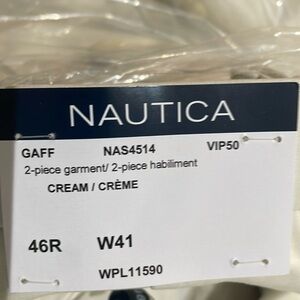 NAUTICA
GAFF NAS4514 VIP50
2-piece garment/ 2-piece habiliment
CREAM / CRÈME
46R W41
WPL11590